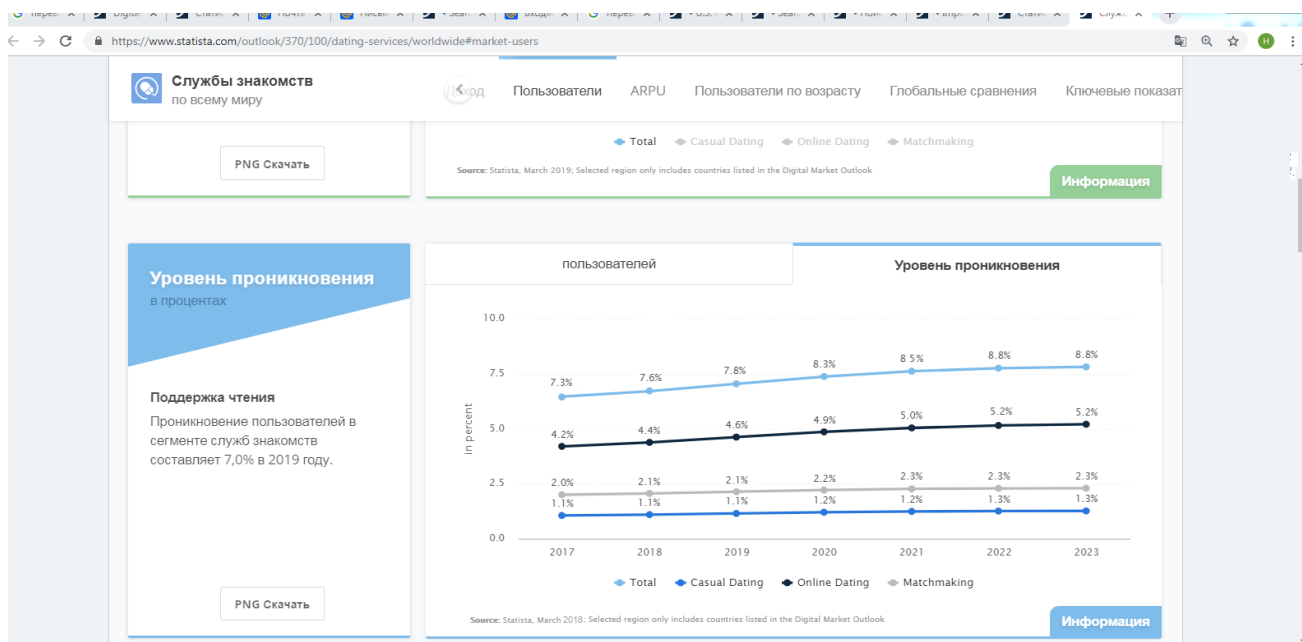 https://www.statista.com/outlook/370/100/dating-services/worldwide#market-users
Службы знакомств
по всему миру
Пользователи ARPU Пользователи по возрасту Глобальные сравнения Ключевые показат
PNG Скачать
Total Casual Dating Online Dating Matchmaking
Source: Statista, March 2019; Selected region only includes countries listed in the Digital Market Outlook
Информация
Уровень проникновения
в процентах
Поддержка чтения
Проникновение пользователей в
сегменте служб знакомств
составляет 7,0% в 2019 году.
PNG Скачать
пользователей Уровень проникновения
in percent
10.0
7.5
5.0
2.5
0.0
7.3% 7.6% 7.8% 8.3% 8 5% 8.8% 8.8%
4.2% 4.4% 4.6% 4.9% 5.0% 5.2% 5.2%
2.0% 2.1% 2.1% 2.2% 2.3% 2.3% 2.3%
1.1% 1.1% 1.1% 1.2% 1.2% 1.3% 1.3%
2017 2018 2019 2020 2021 2022 2023
Total Casual Dating Online Dating Matchmaking
Source: Statista, March 2018; Selected region only includes countries listed in the Digital Market Outlook
Информация